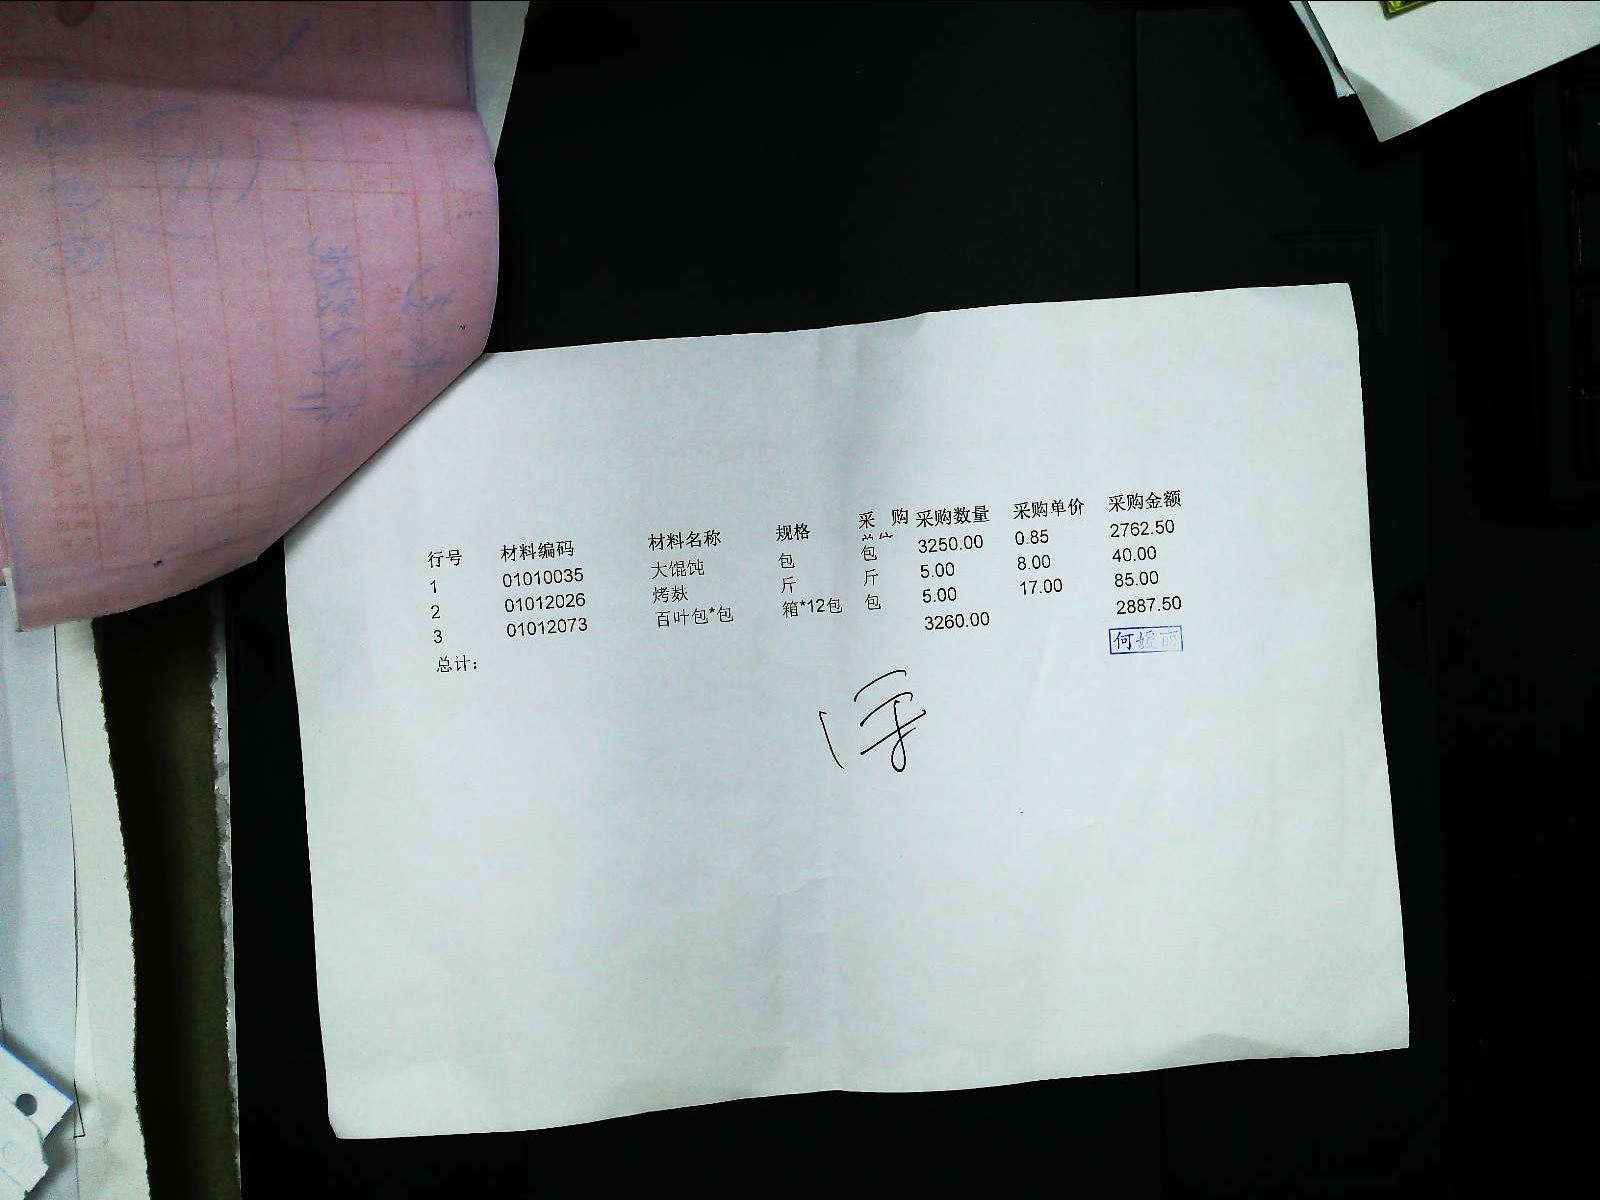 行号 材料编码 材料名称 规格 采购 采购数量 采购单价 采购金额
1 01010035 大馄饨 包 包 3250.00 0.85 2762.50
2 01012026 烤麸 斤 斤 5.00 8.00 40.00
3 01012073 百叶包*包 箱*12包 包 5.00 17.00 85.00
总计: 3260.00 2887.50
何媛丽